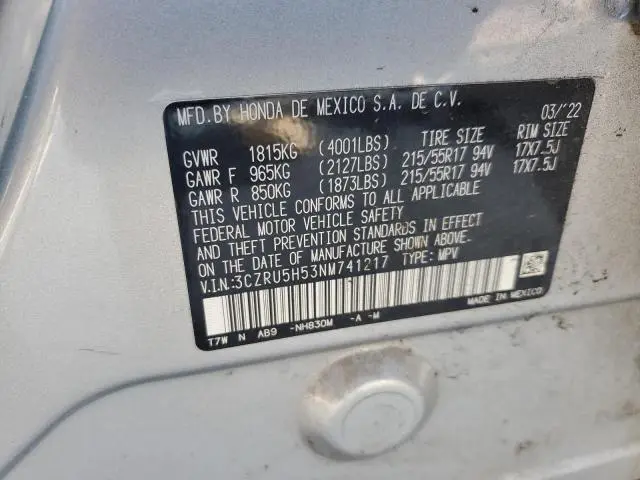 MFD.BY HONDA DE MEXICO S.A. DE C.V. 03/'22
TIRE SIZE RIM SIZE
GVWR 1815KG (4001LBS)
GAWR F 965KG (2127LBS) 215/55R17 94V 17X7.5J
GAWR R 850KG (1873LBS) 215/55R17 94V 17X7.5J
THIS VEHICLE CONFORMS TO ALL APPLICABLE
FEDERAL MOTOR VEHICLE SAFETY
AND THEFT PREVENTION STANDARDS IN EFFECT
ON THE DATE OF MANUFACTURE SHOWN ABOVE.
V.I.N:3CZRU5H53NM741217 TYPE: MPV
MADE IN MEXICO
T7W N AB9 -NH830M -A -M